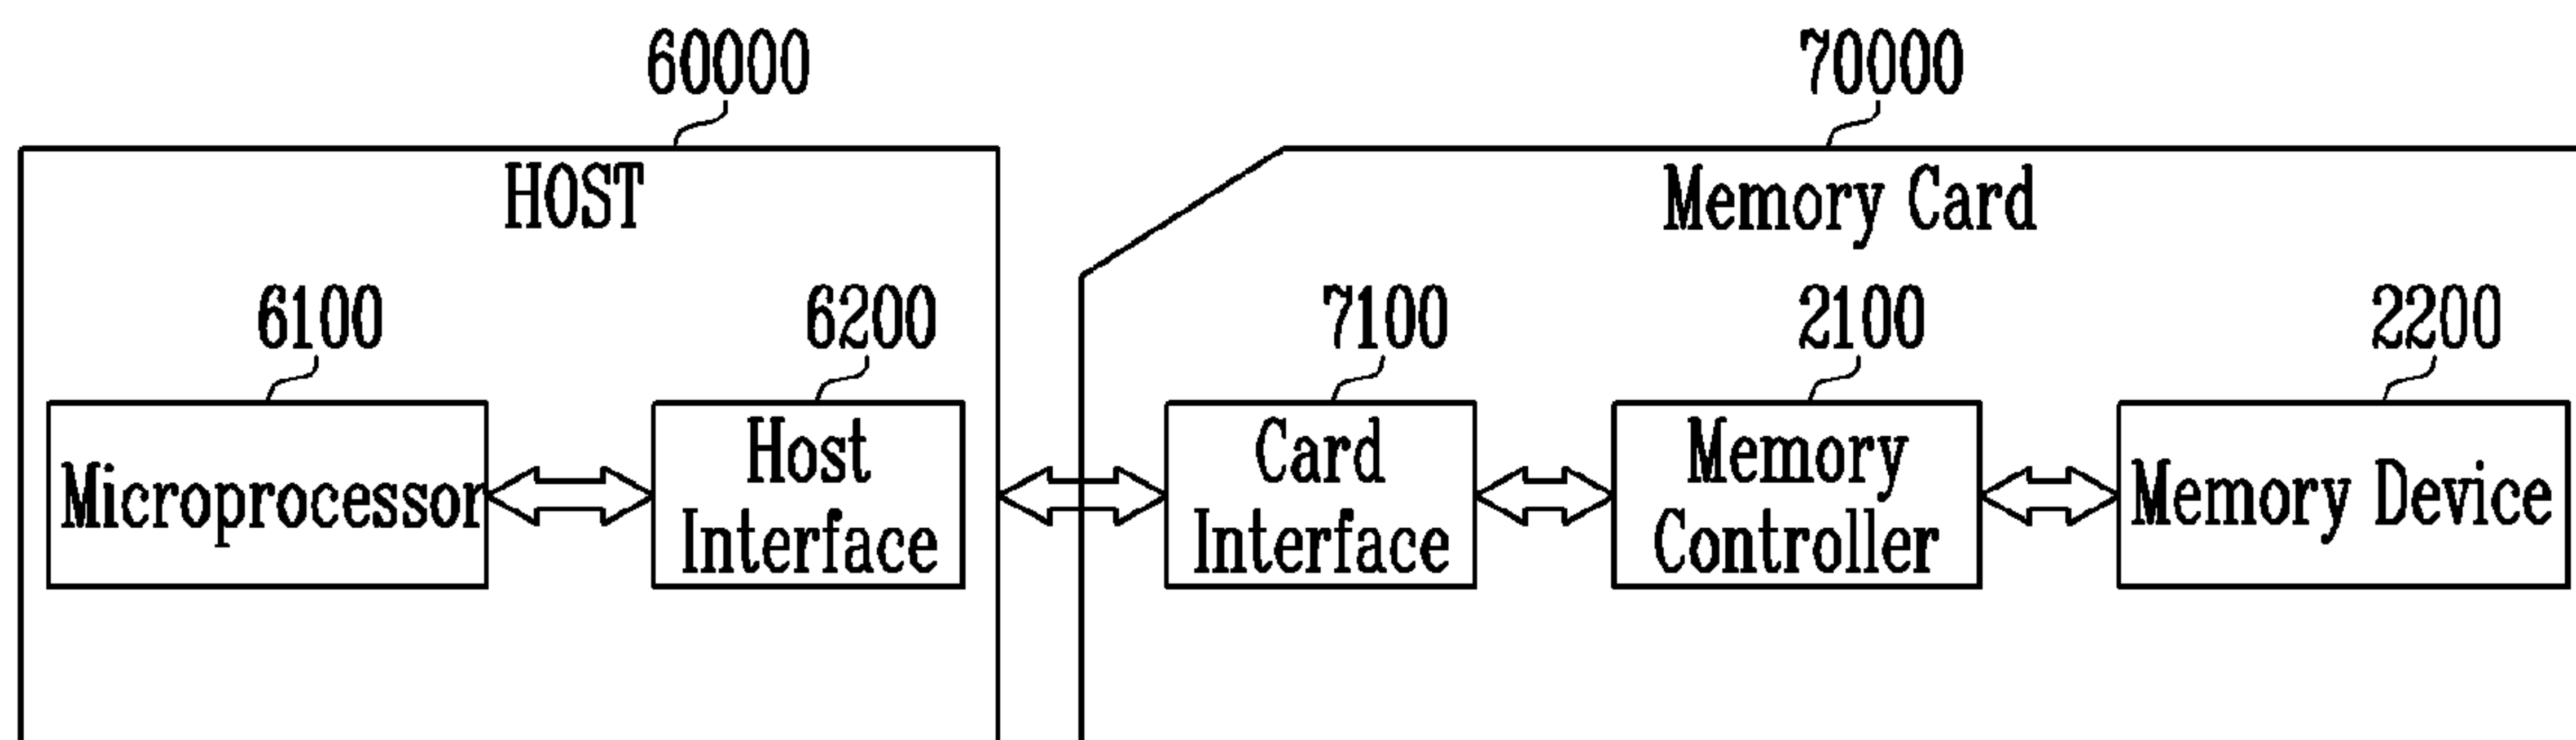 60000
70000
HOST
Memory Card
6100
6200
7100
2100
2200
Microprocessor
Host
Interface
Card
Interface
Memory
Controller
Memory Device